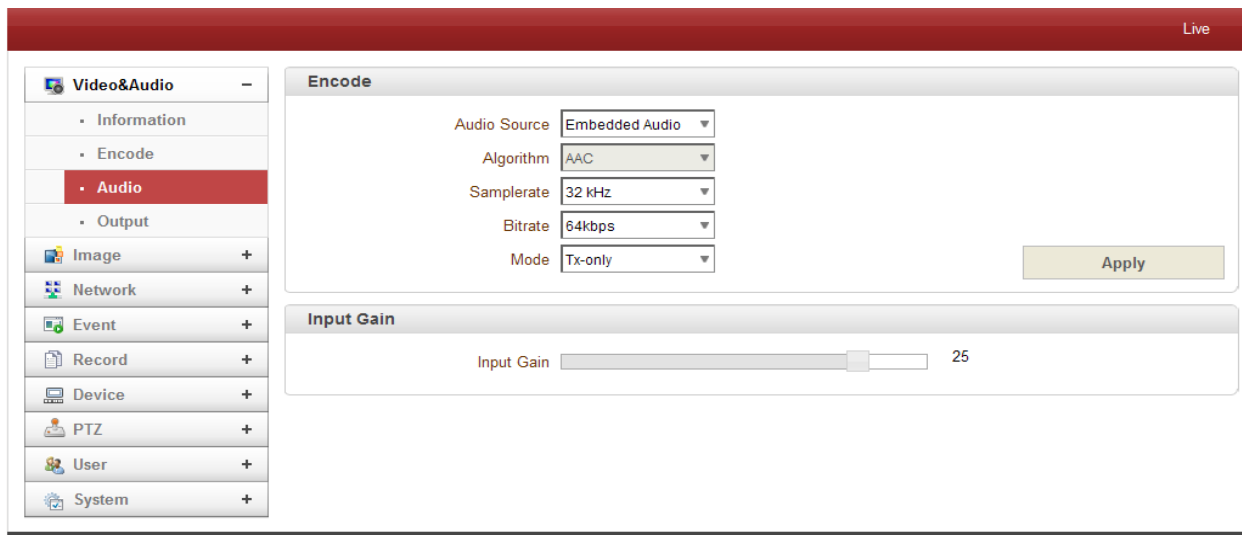 Live
Video&Audio –
Information
Encode
Audio
Output
Image +
Network +
Event +
Record +
Device +
PTZ +
User +
System +
Encode
Audio Source Embedded Audio
Algorithm AAC
Samplerate 32 kHz
Bitrate 64kbps
Mode Tx-only
Apply
Input Gain
Input Gain 25